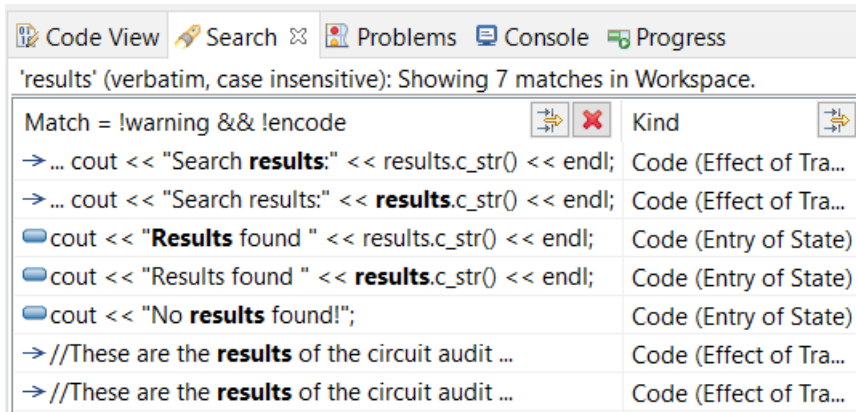 Code View Search Problems Console Progress
'results' (verbatim, case insensitive): Showing 7 matches in Workspace.
Match = !warning && !encode Kind
... cout << "Search results:" << results.c_str() << endl; Code (Effect of Tra...
... cout << "Search results:" << results.c_str() << endl; Code (Effect of Tra...
cout << "Results found " << results.c_str() << endl; Code (Entry of State)
cout << "Results found " << results.c_str() << endl; Code (Entry of State)
cout << "No results found!"; Code (Entry of State)
//These are the results of the circuit audit ... Code (Effect of Tra...
//These are the results of the circuit audit ... Code (Effect of Tra...